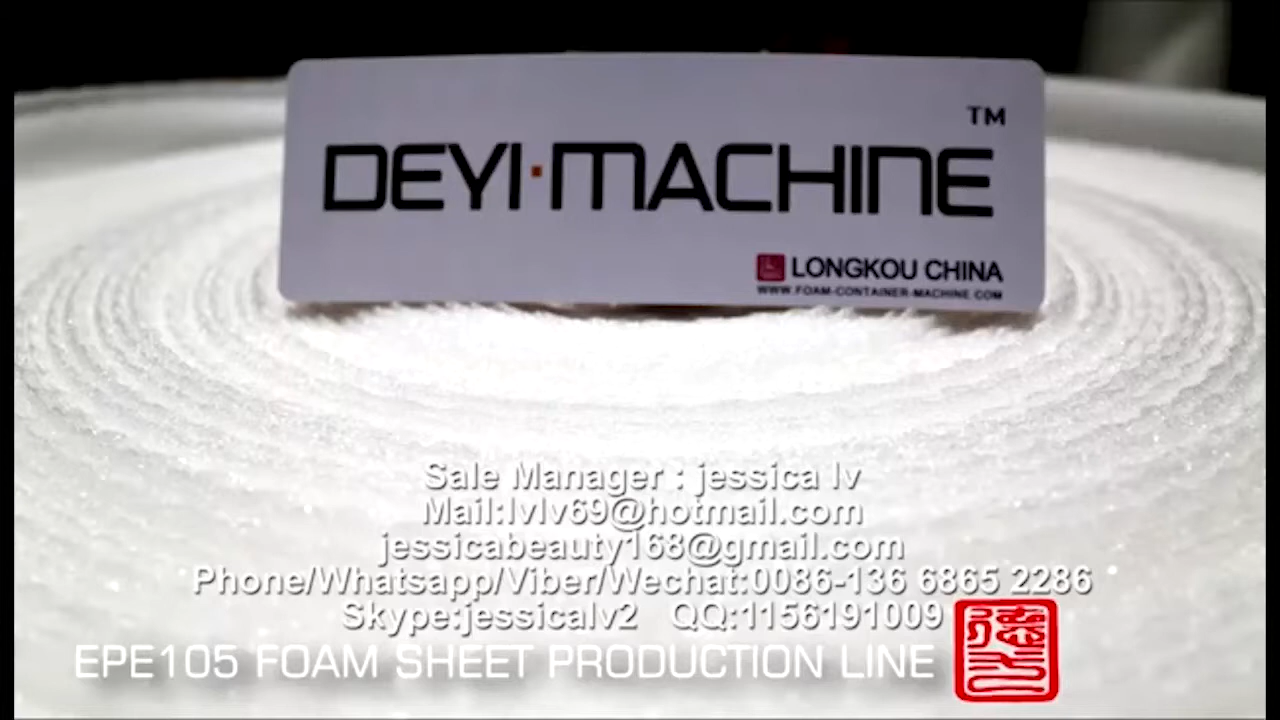 TM
DEYI·MACHINE
LONGKOU CHINA
WWW.FOAM-CONTAINER-MACHINE.COM
Sale Manager : jessica lv
Mail:lvlv69@hotmail.com
jessicabeauty168@gmail.com
Phone/Whatsapp/Viber/Wechat:0086-136 6865 2286
Skype:jessicalv2 QQ:1156191009
EPE105 FOAM SHEET PRODUCTION LINE